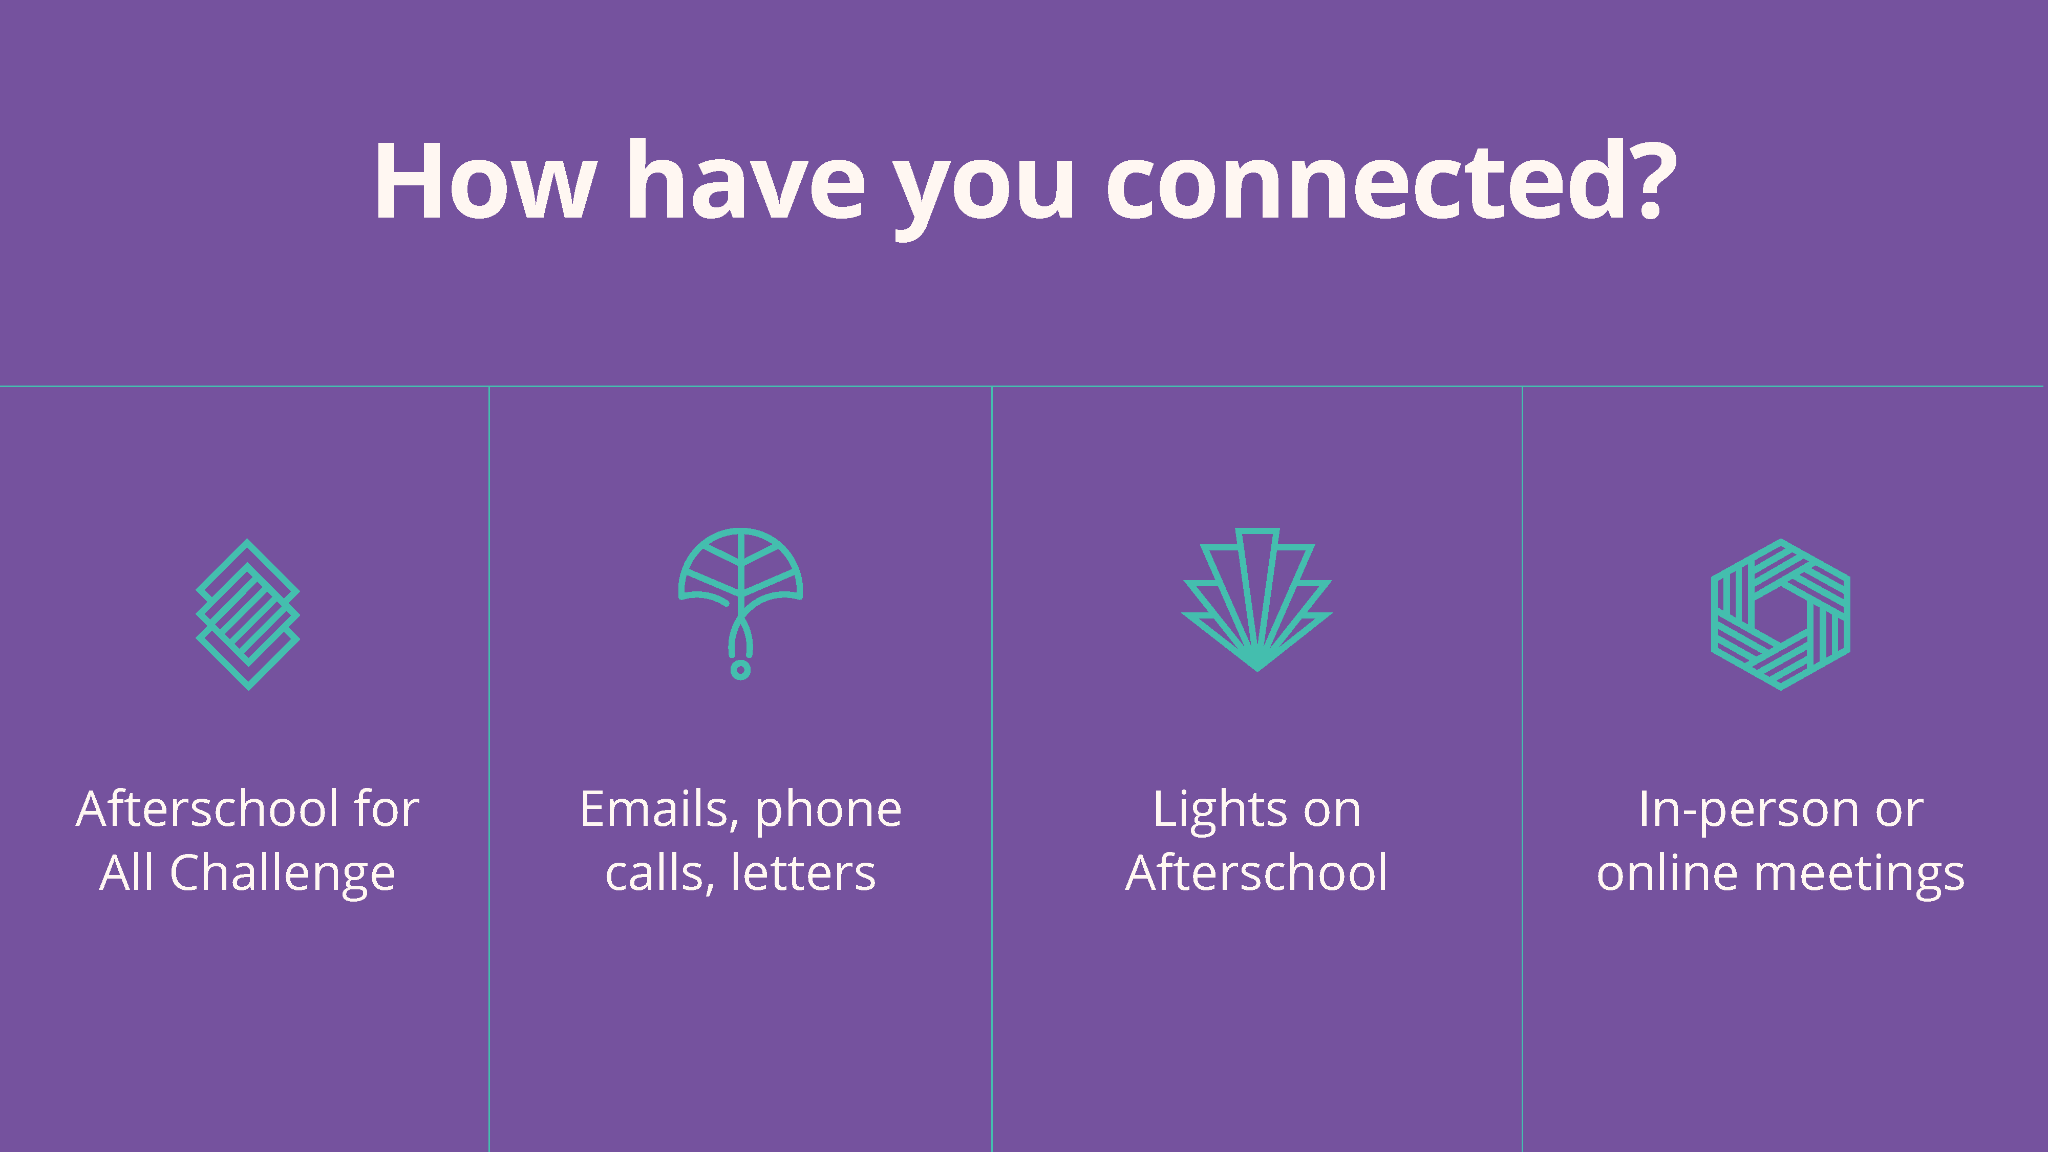 How have you connected?
Afterschool for
All Challenge
Emails, phone
calls, letters
Lights on
Afterschool
In-person or
online meetings